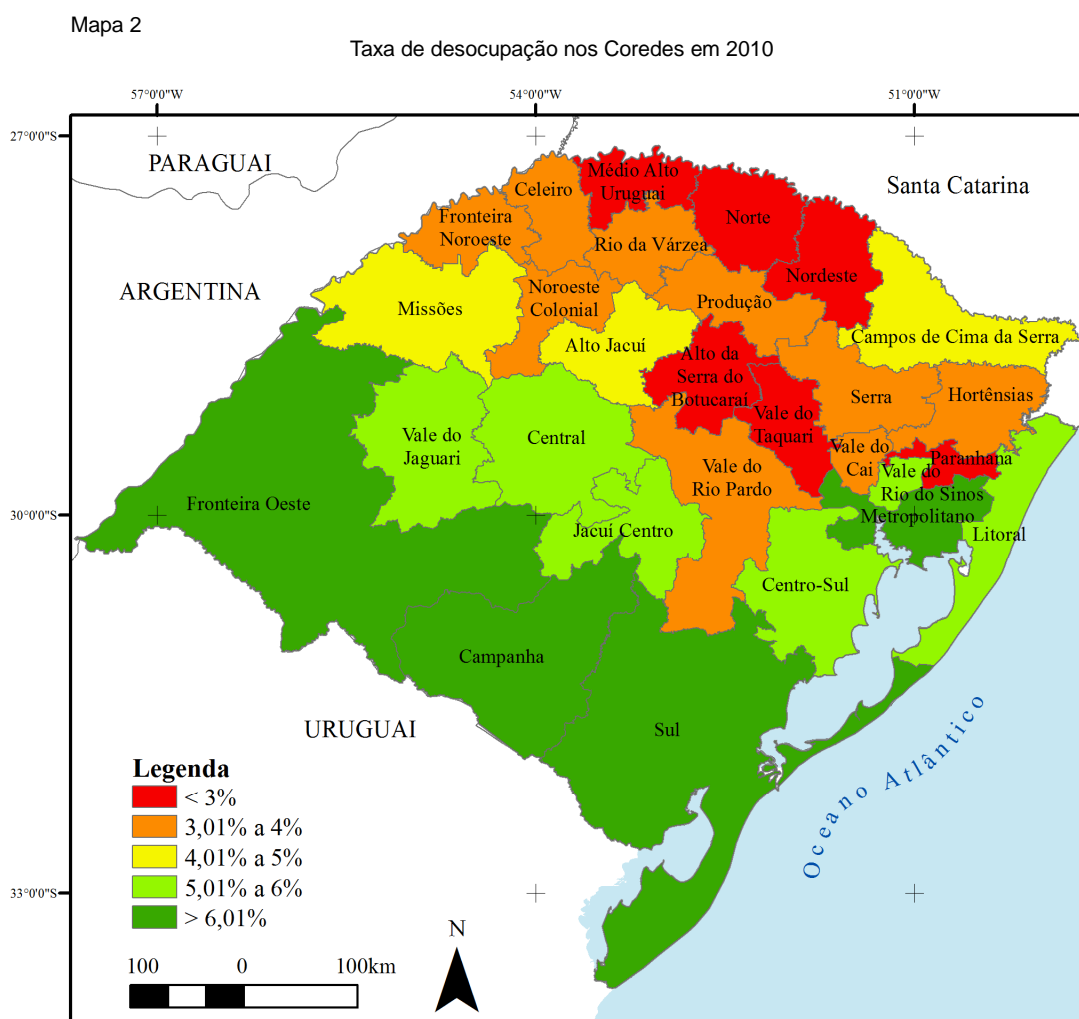 Mapa 2
Taxa de desocupação nos Coredes em 2010
57°0'0"W
54°0'0"W
51°0'0"W
27°0'0"S
PARAGUAI
Santa Catarina
Médio Alto
Uruguai
Celeiro
Norte
Fronteira
Noroeste
Rio da Várzea
Nordeste
ARGENTINA
Noroeste
Colonial
Produção
Missões
Campos de Cima da Serra
Alto Jacuí
Alto da
Serra do
Botucaraí
Serra
Hortênsias
Vale do
Taquari
Vale do
Jaguari
Central
Vale do
Cai
Paranhana
Vale do
Rio Pardo
Vale do
Rio do Sinos
30°0'0"S
Fronteira Oeste
Metropolitano
Jacuí Centro
Litoral
Centro-Sul
Campanha
URUGUAI
Sul
Oceano Atlântico
Legenda
< 3%
3,01% a 4%
4,01% a 5%
5,01% a 6%
> 6,01%
33°0'0"S
N
100 0 100km